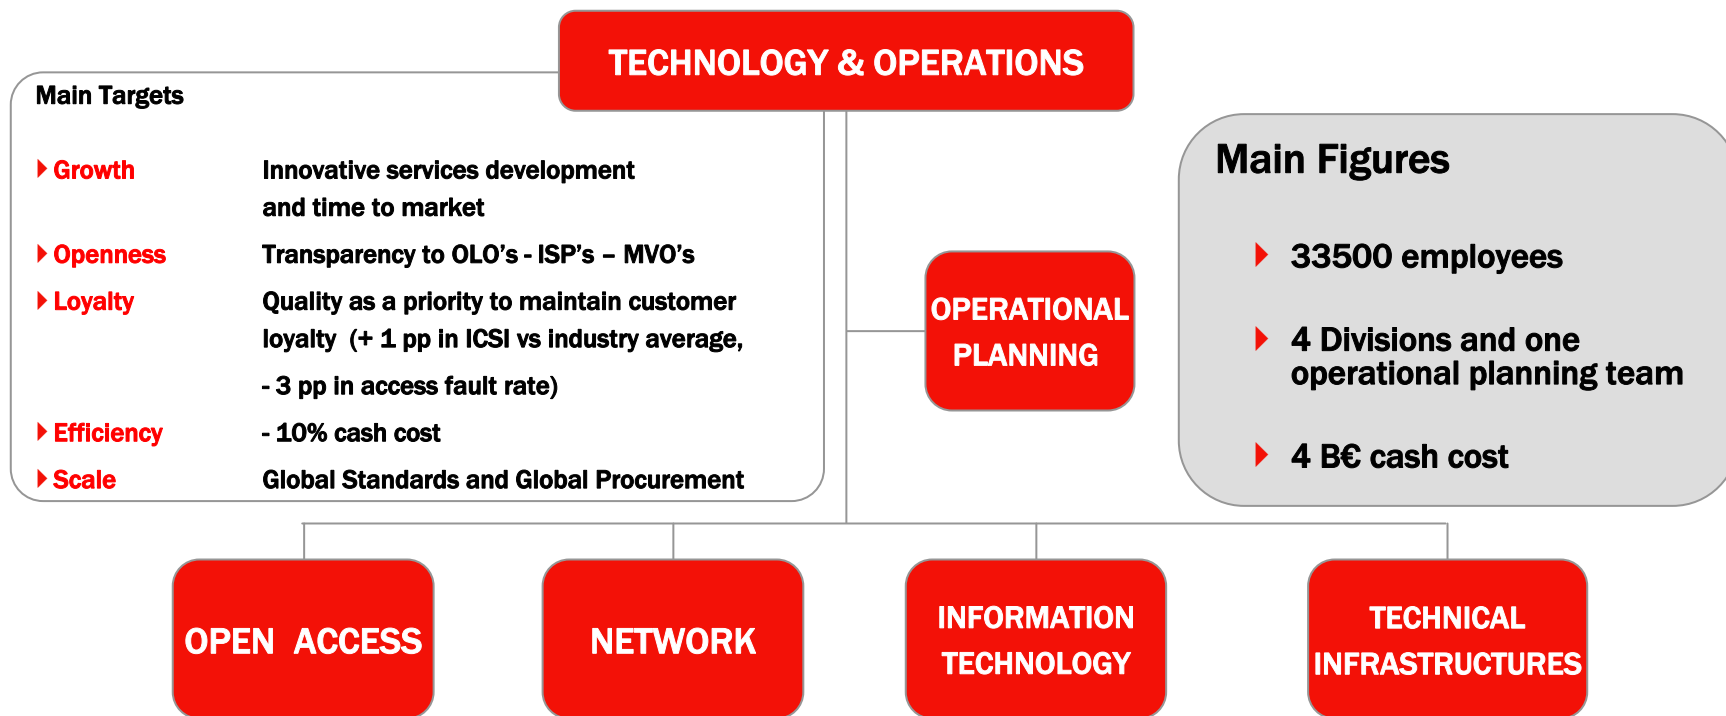 TECHNOLOGY & OPERATIONS
Main Targets
Growth Innovative services development
and time to market
Openness Transparency to OLO's - ISP's – MVO's
Loyalty Quality as a priority to maintain customer
loyalty (+ 1 pp in ICSI vs industry average,
- 3 pp in access fault rate)
Efficiency - 10% cash cost
Scale Global Standards and Global Procurement
Main Figures
33500 employees
4 Divisions and one
operational planning team
4 B€ cash cost
OPERATIONAL
PLANNING
OPEN ACCESS
NETWORK
INFORMATION
TECHNOLOGY
TECHNICAL
INFRASTRUCTURES